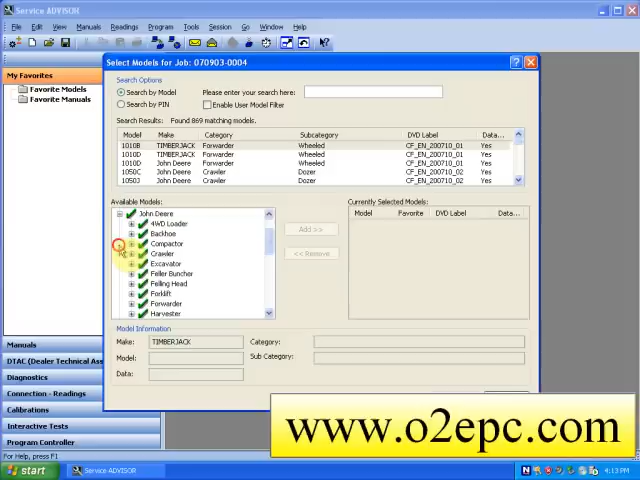 Service ADVISOR
File Edit View Manuals Readings Program Tools Session Go Window Help
My Favorites
Favorite Models
Favorite Manuals
Select Models for Job: 070903-0004
Search Options
Search by Model
Please enter your search here:
Search by PIN
Enable User Model Filter
Search Results: Found 869 matching models.
Model Make Category Subcategory DVD Label Data...
1010B TIMBERJACK Forwarder Wheeled CF_EN_200710_01 Yes
1010D TIMBERJACK Forwarder Wheeled CF_EN_200710_01 Yes
1010D John Deere Forwarder Wheeled CF_EN_200710_01 Yes
1050C John Deere Crawler Dozer CF_EN_200710_02 Yes
1050J John Deere Crawler Dozer CF_EN_200710_02 Yes
Available Models:
John Deere
4WD Loader
Backhoe
Compactor
Crawler
Excavator
Feller Buncher
Felling Head
Forklift
Forwarder
Harvester
Add >>
<< Remove
Currently Selected Models:
Model Favorite DVD Label Data...
Model Information
Make: TIMBERJACK Category:
Model: Sub Category:
Data:
Manuals
DTAC (Dealer Technical Ass
Diagnostics
Connection - Readings
Calibrations
Interactive Tests
Program Controller
www.o2epc.com
For Help, press F1
start
Service ADVISOR
4:13 PM